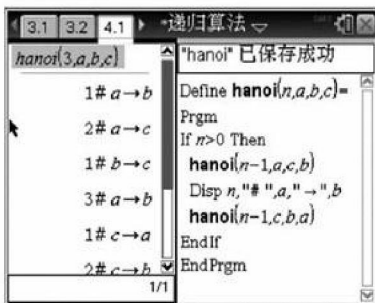 3.1 3.2 4.1 *递归算法
hanoi(3,a,b,c)
1# a→b
2# a→c
1# b→c
3# a→b
1# c→a
2# c→b
1/1
"hanoi" 已保存成功
Define hanoi(n,a,b,c)=
Prgm
If n>0 Then
hanoi(n-1,a,c,b)
Disp n,"# ",a," → ",b
hanoi(n-1,c,b,a)
EndIf
EndPrgm